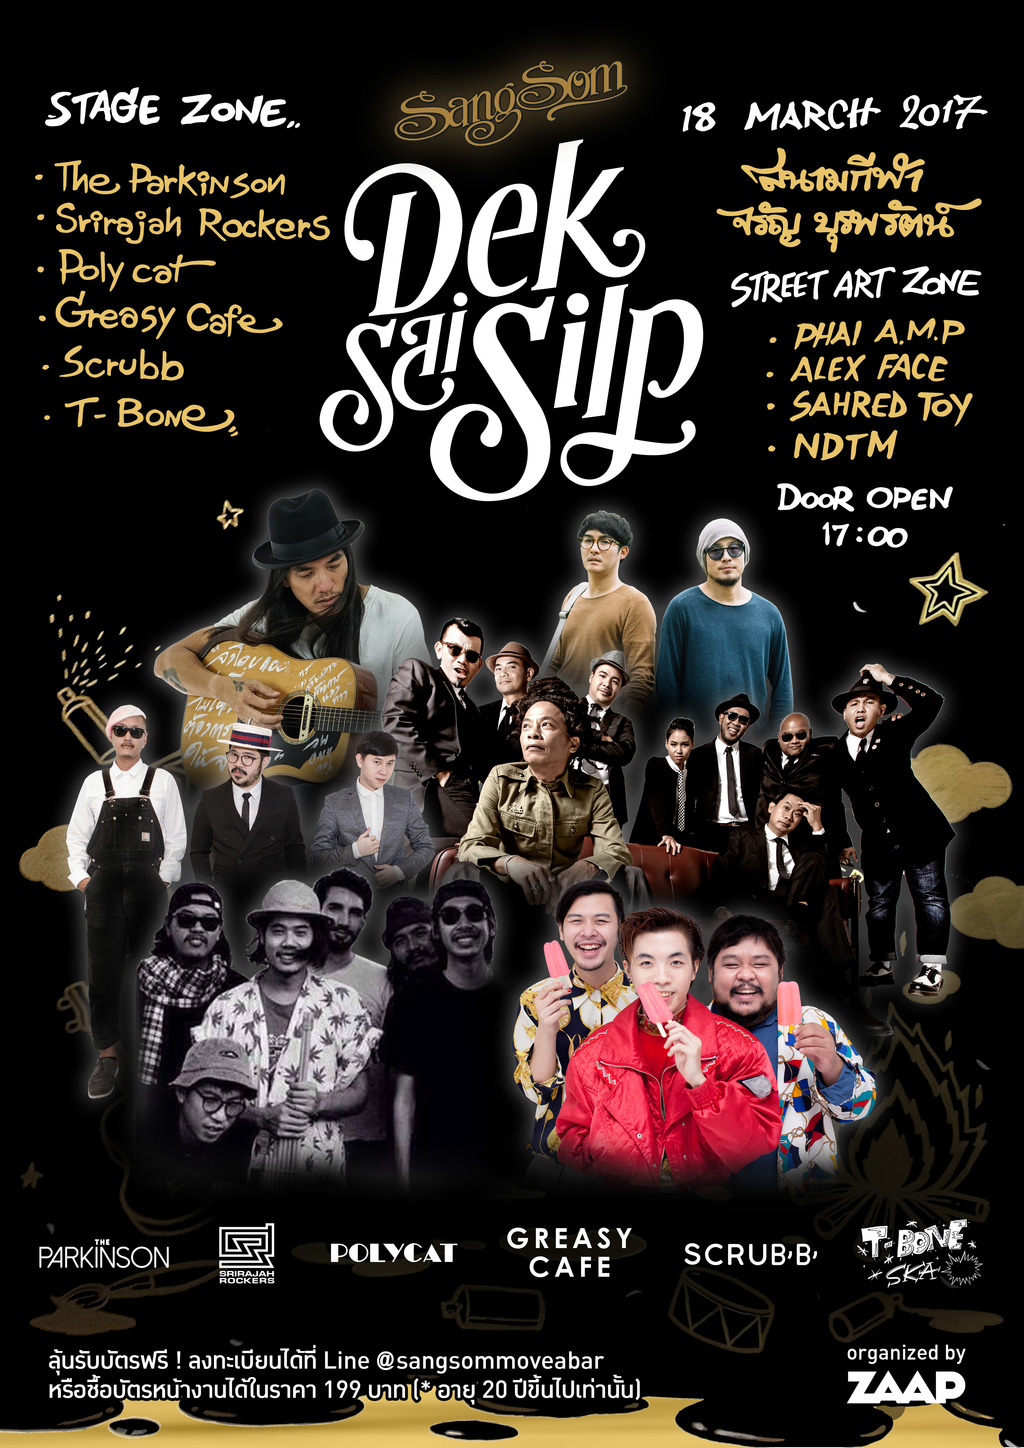 SangSom
Dek
Sai Silp
STAGE ZONE..
· The Parkinson
· Srirajah Rockers
· Polycat
· Greasy Cafe
· Scrubb
· T-Bone
18 MARCH 2017
สนามกีฬา
จรัญ บุรพรัตน์
STREET ART ZONE
· PHAI A.M.P
· ALEX FACE
· SAHRED TOY
· NDTM
DOOR OPEN
17:00
THE
PARKINSON
SRIRAJAH
ROCKERS
POLYCAT
GREASY
CAFE
SCRUB'B'
T-BONE
SKA
ลุ้นรับบัตรฟรี ! ลงทะเบียนได้ที่ Line @sangsommoveabar
หรือซื้อบัตรหน้างานได้ในราคา 199 บาท (* อายุ 20 ปีขึ้นไปเท่านั้น)
organized by
ZAAP